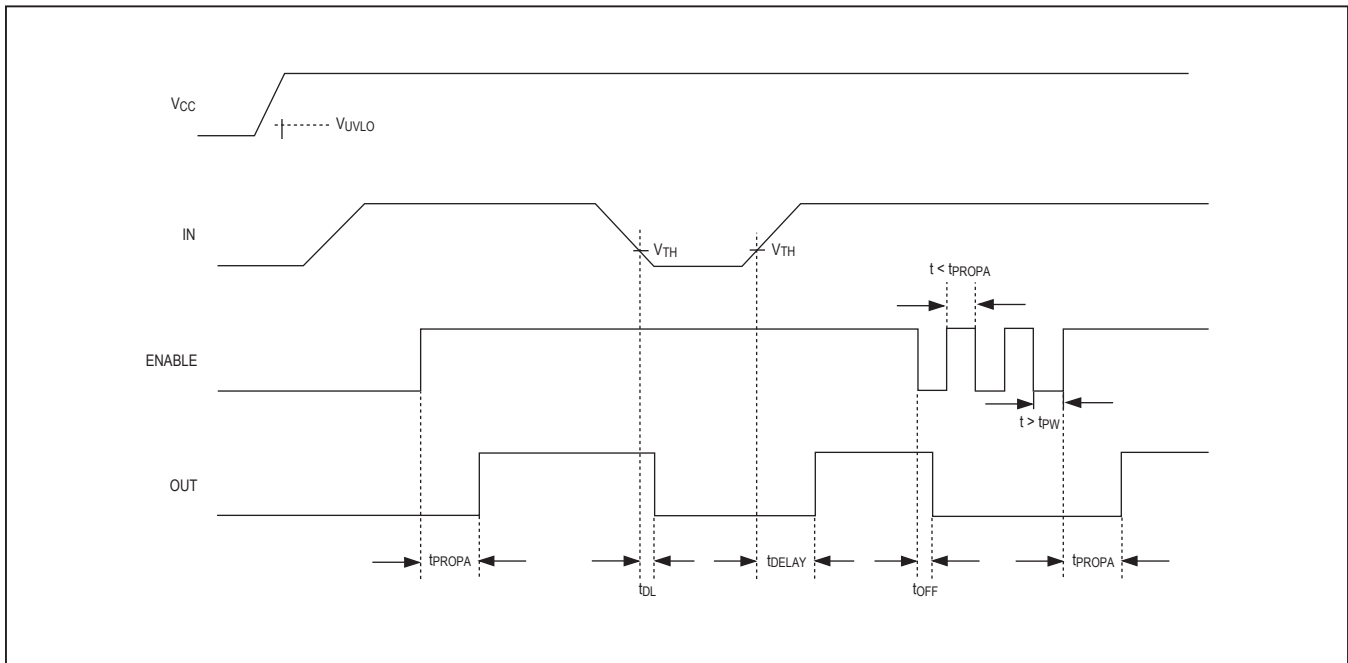 VCC
VUVLO
IN
VTH
VTH
t < tPROPA
ENABLE
t > tPW
OUT
tPROPA
tDL
tDELAY
tOFF
tPROPA